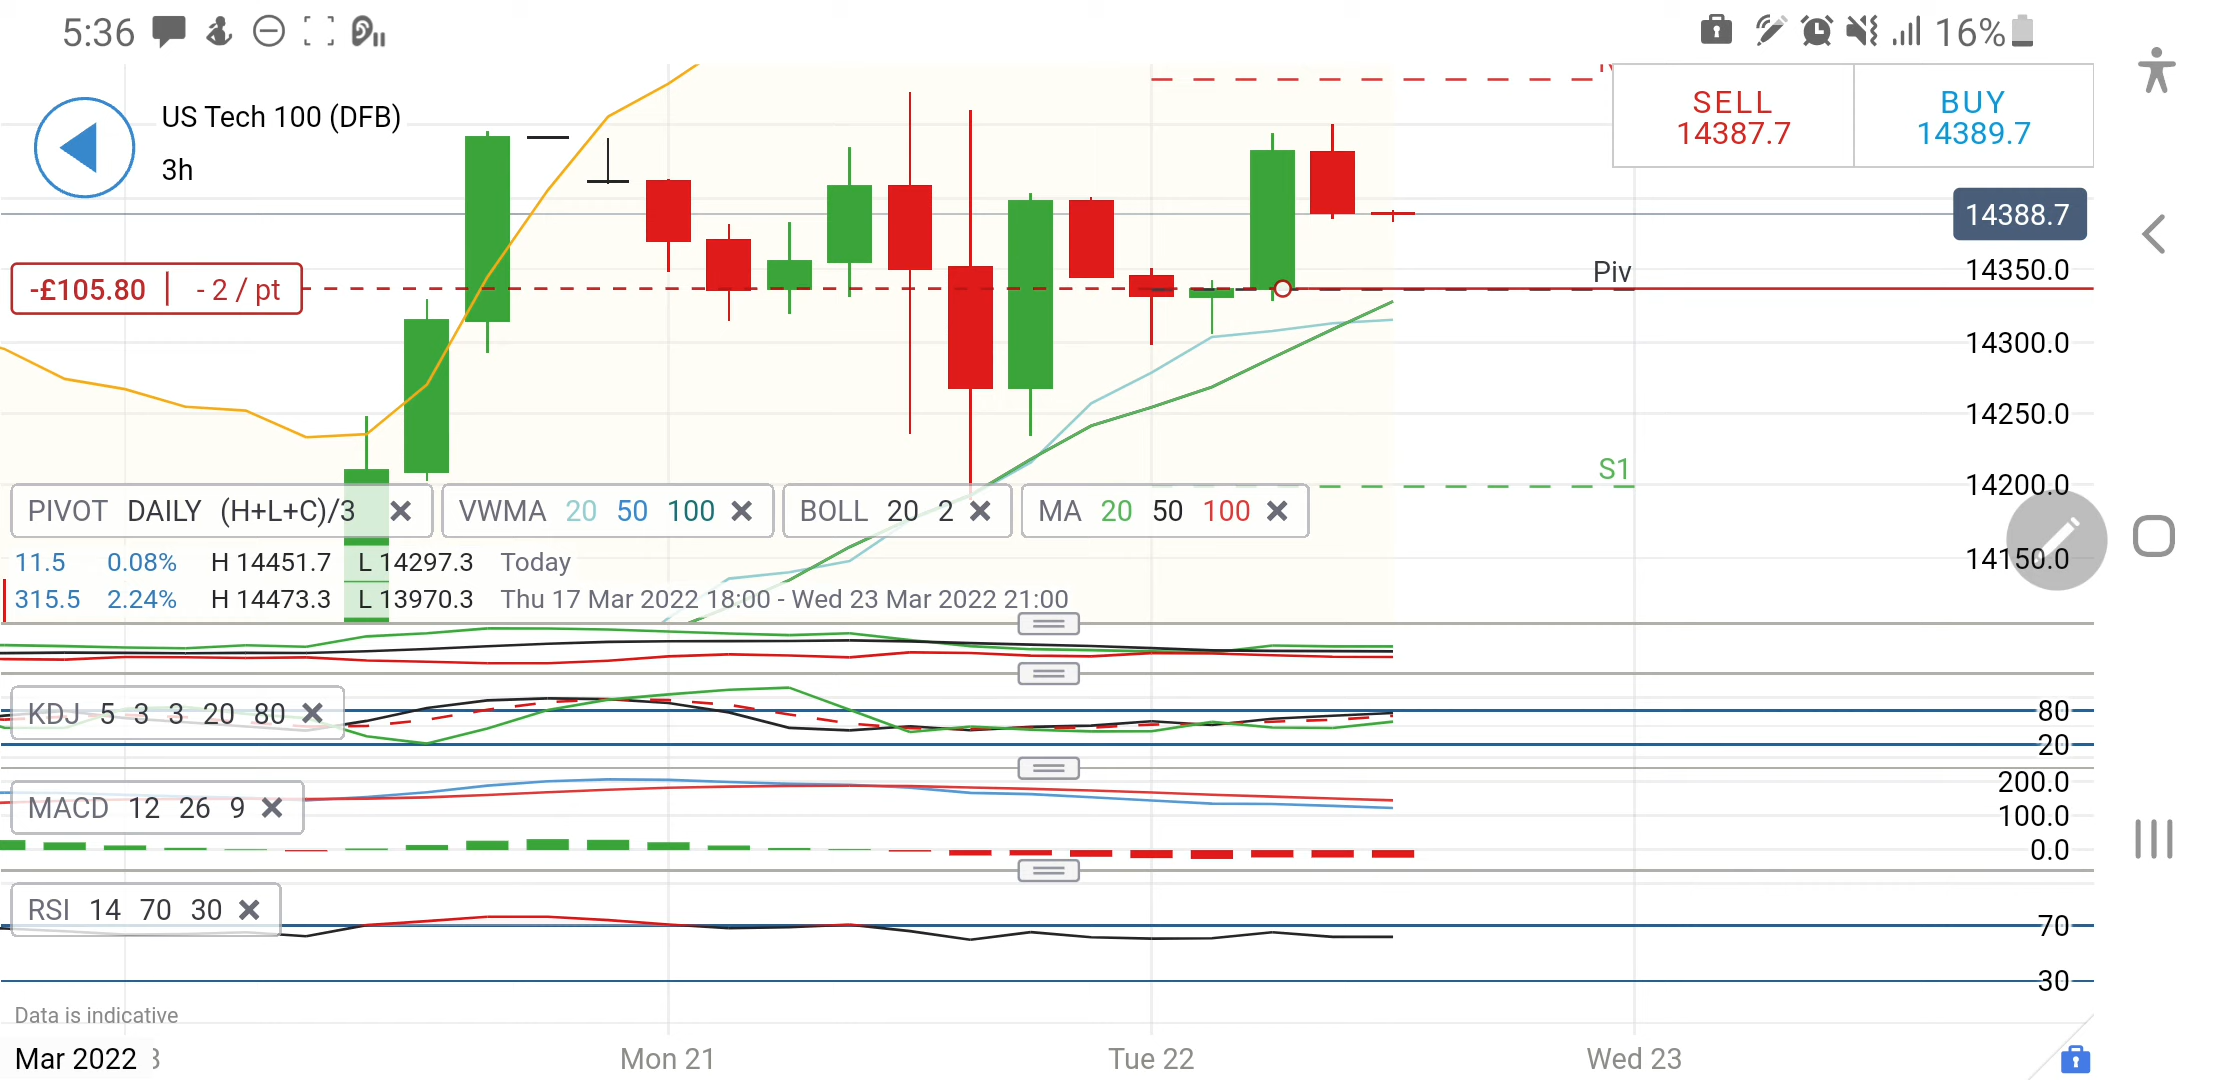 5:36
16%
US Tech 100 (DFB)
3h
SELL
14387.7
BUY
14389.7
14388.7
-£105.80 | - 2 / pt
Piv
14350.0
14300.0
14250.0
S1
14200.0
14150.0
PIVOT DAILY (H+L+C)/3
VWMA 20 50 100
BOLL 20 2
MA 20 50 100
11.5 0.08% H 14451.7 L 14297.3 Today
315.5 2.24% H 14473.3 L 13970.3 Thu 17 Mar 2022 18:00 - Wed 23 Mar 2022 21:00
KDJ 5 3 3 20 80
80
20
MACD 12 26 9
200.0
100.0
0.0
RSI 14 70 30
70
30
Data is indicative
Mar 2022
Mon 21
Tue 22
Wed 23